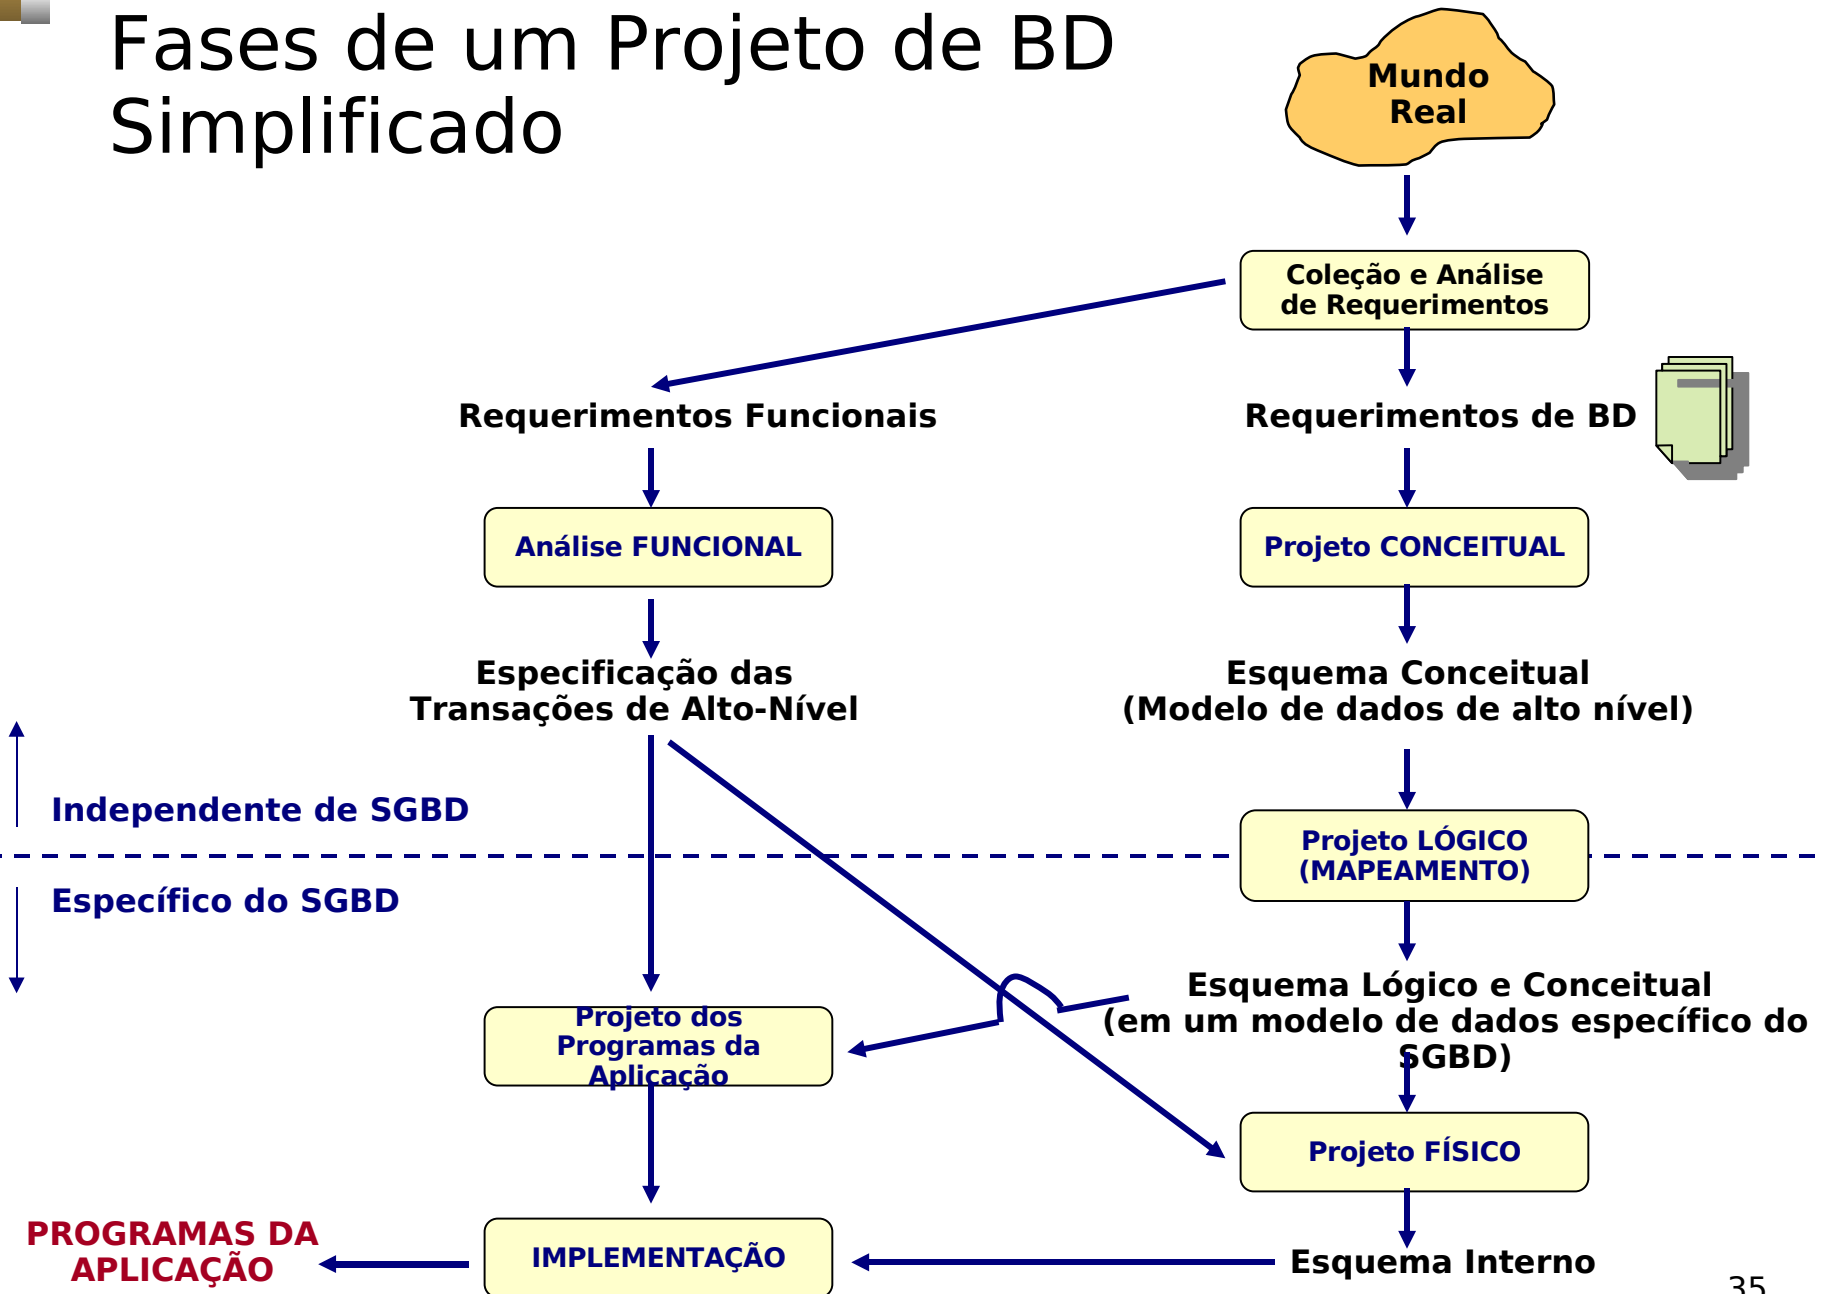 Fases de um Projeto de BD
Simplificado
Mundo
Real
Coleção e Análise
de Requerimentos
Requerimentos Funcionais
Requerimentos de BD
Análise FUNCIONAL
Projeto CONCEITUAL
Especificação das
Transações de Alto-Nível
Esquema Conceitual
(Modelo de dados de alto nível)
Independente de SGBD
Projeto LÓGICO
(MAPEAMENTO)
Específico do SGBD
Esquema Lógico e Conceitual
(em um modelo de dados específico do
SGBD)
Projeto dos
Programas da
Aplicação
Projeto FÍSICO
PROGRAMAS DA
APLICAÇÃO
IMPLEMENTAÇÃO
Esquema Interno
35